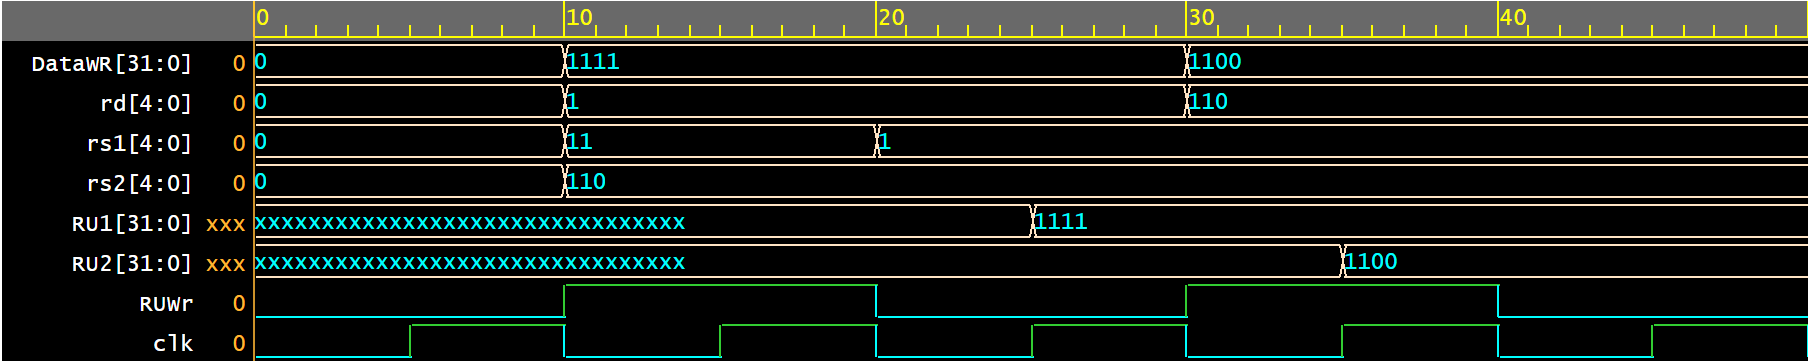 0 10 20 30 40
DataWR[31:0] 0 0 1111 1100
rd[4:0] 0 0 1 110
rs1[4:0] 0 0 11 1
rs2[4:0] 0 0 110
RU1[31:0] xxx xxxxxxxxxxxxxxxxxxxxxxxxxxxxxxxx 1111
RU2[31:0] xxx xxxxxxxxxxxxxxxxxxxxxxxxxxxxxxxx 1100
RUWr 0
clk 0